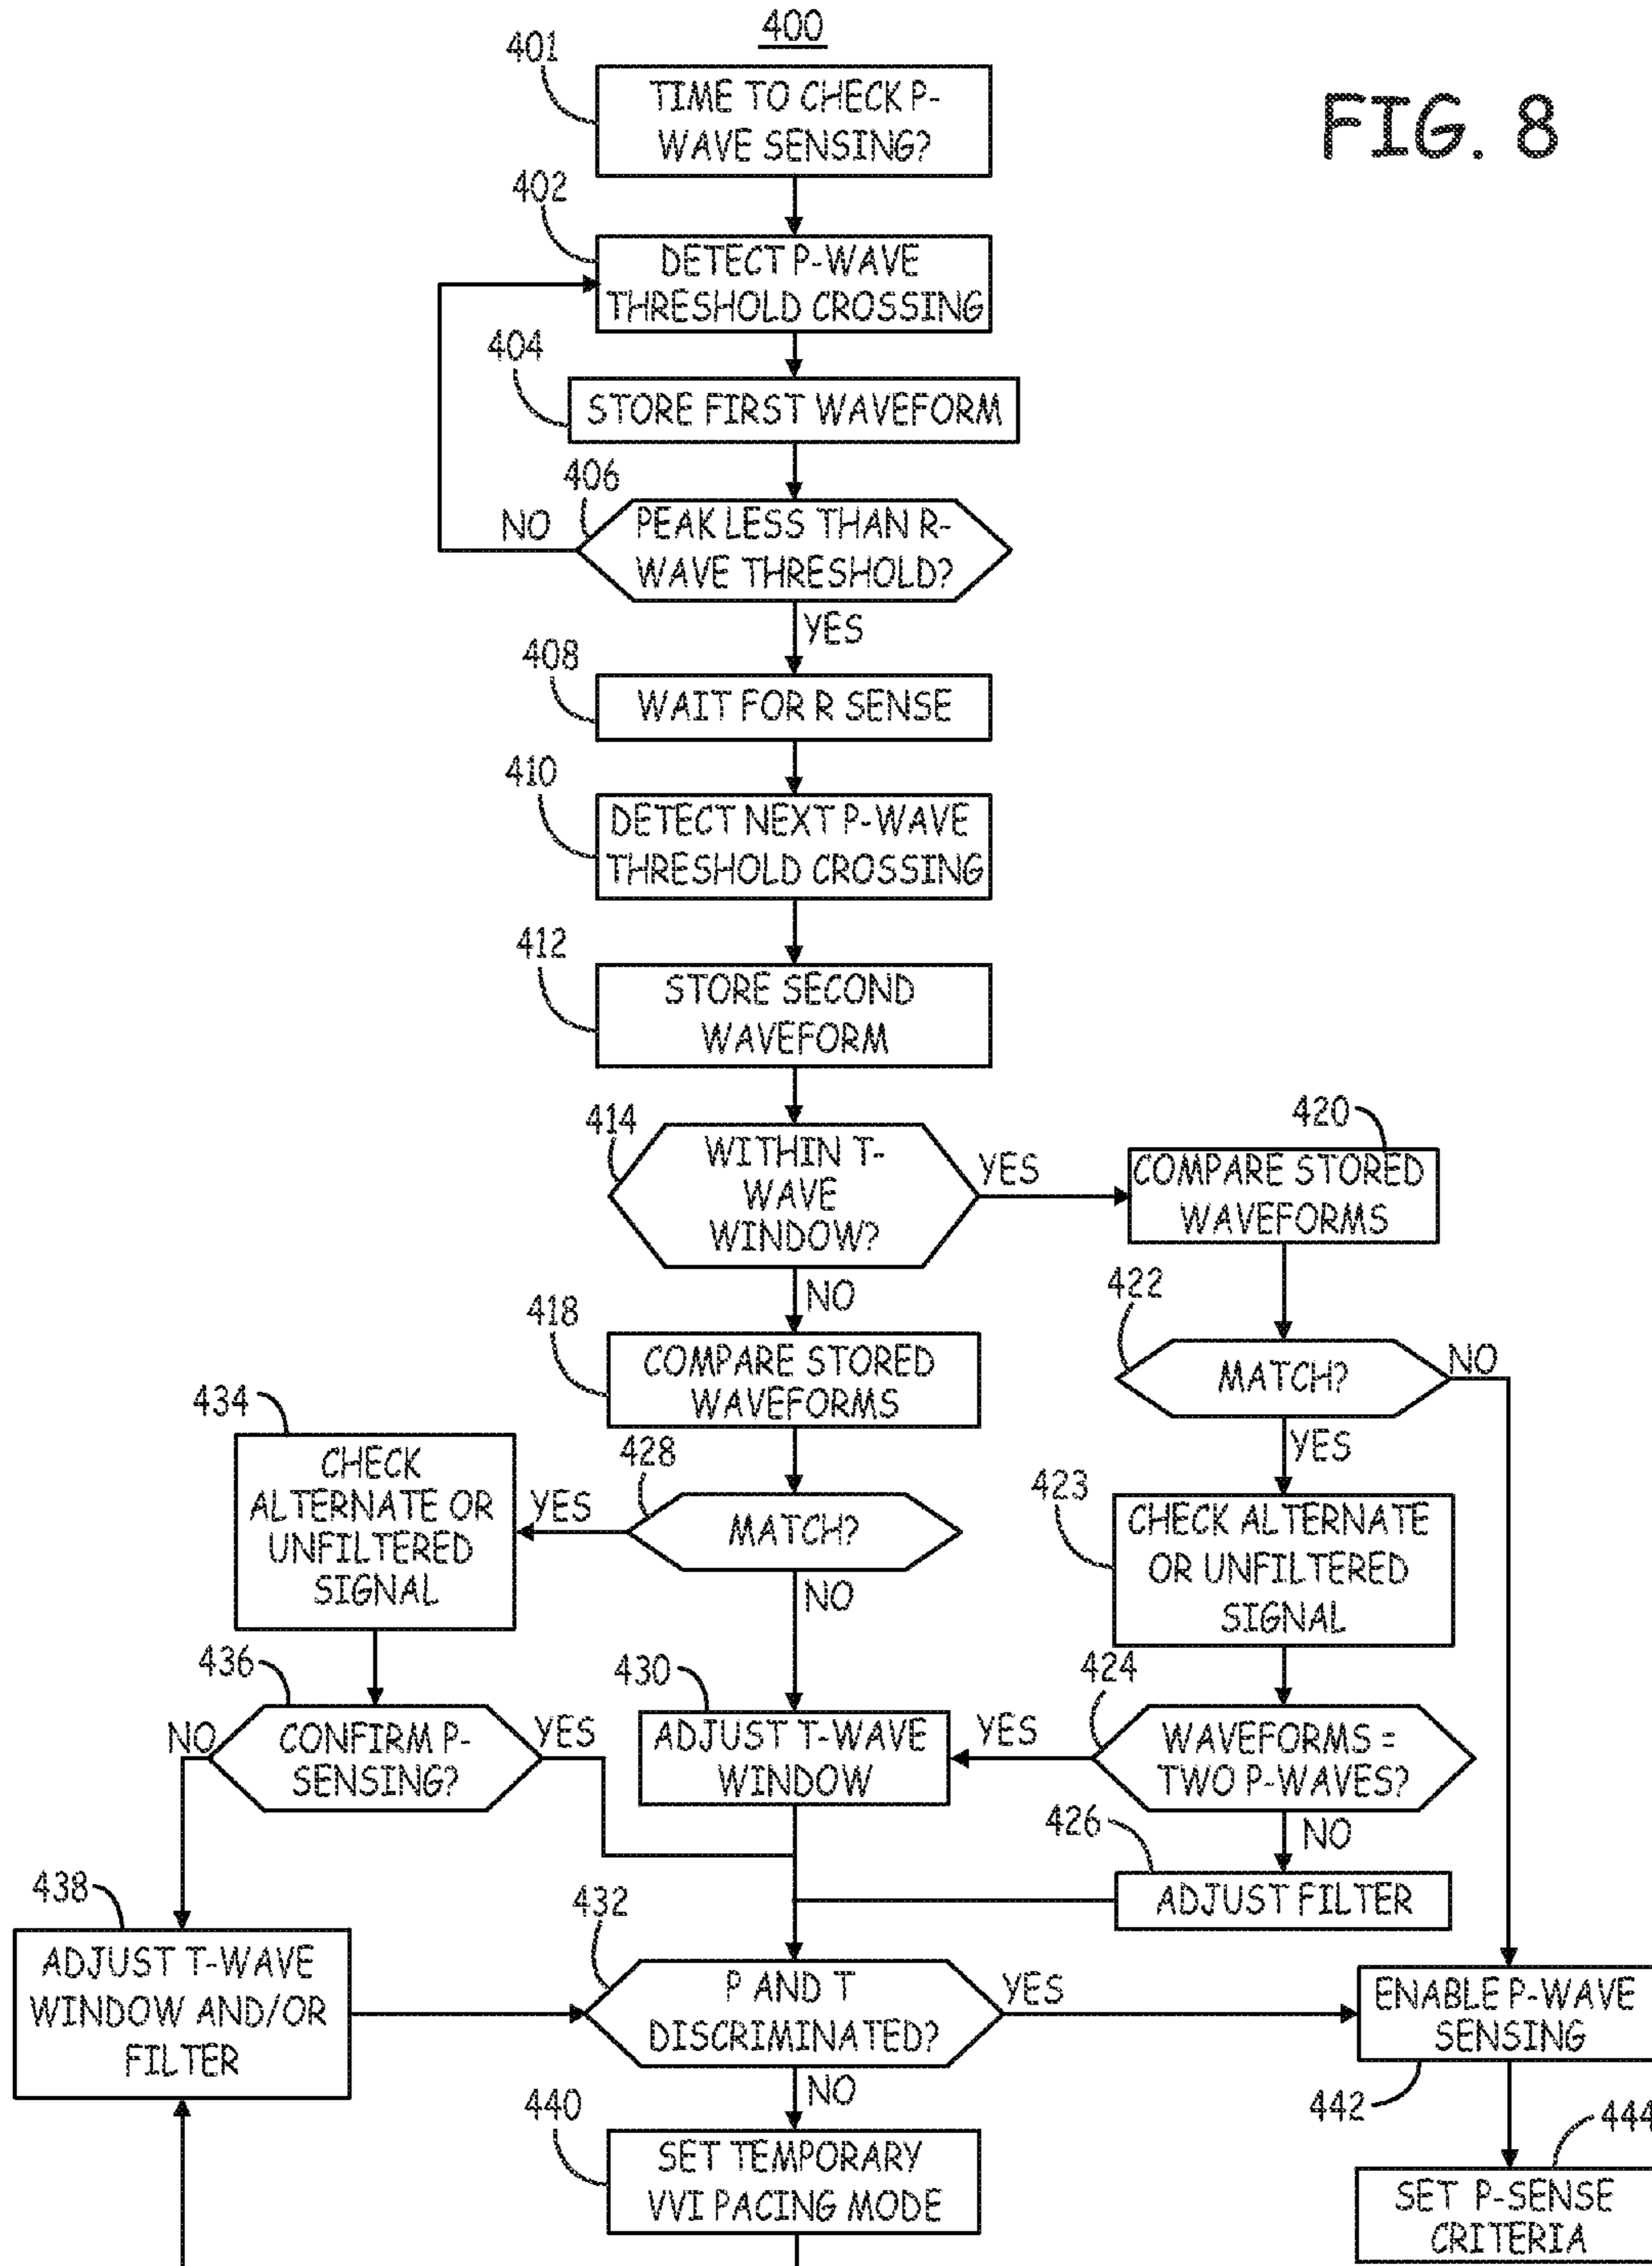 400
FIG. 8
401
TIME TO CHECK P-
WAVE SENSING?
402
DETECT P-WAVE
THRESHOLD CROSSING
404
STORE FIRST WAVEFORM
406
NO
PEAK LESS THAN R-
WAVE THRESHOLD?
YES
408
WAIT FOR R SENSE
410
DETECT NEXT P-WAVE
THRESHOLD CROSSING
412
STORE SECOND
WAVEFORM
414
WITHIN T-
WAVE
WINDOW?
YES
NO
420
COMPARE STORED
WAVEFORMS
422
MATCH?
NO
YES
418
COMPARE STORED
WAVEFORMS
428
MATCH?
YES
NO
434
CHECK
ALTERNATE OR
UNFILTERED
SIGNAL
423
CHECK ALTERNATE
OR UNFILTERED
SIGNAL
436
NO
CONFIRM P-
SENSING?
YES
430
ADJUST T-WAVE
WINDOW
YES
424
WAVEFORMS =
TWO P-WAVES?
NO
426
ADJUST FILTER
438
ADJUST T-WAVE
WINDOW AND/OR
FILTER
432
P AND T
DISCRIMINATED?
YES
NO
ENABLE P-WAVE
SENSING
442
440
SET TEMPORARY
VVI PACING MODE
444
SET P-SENSE
CRITERIA